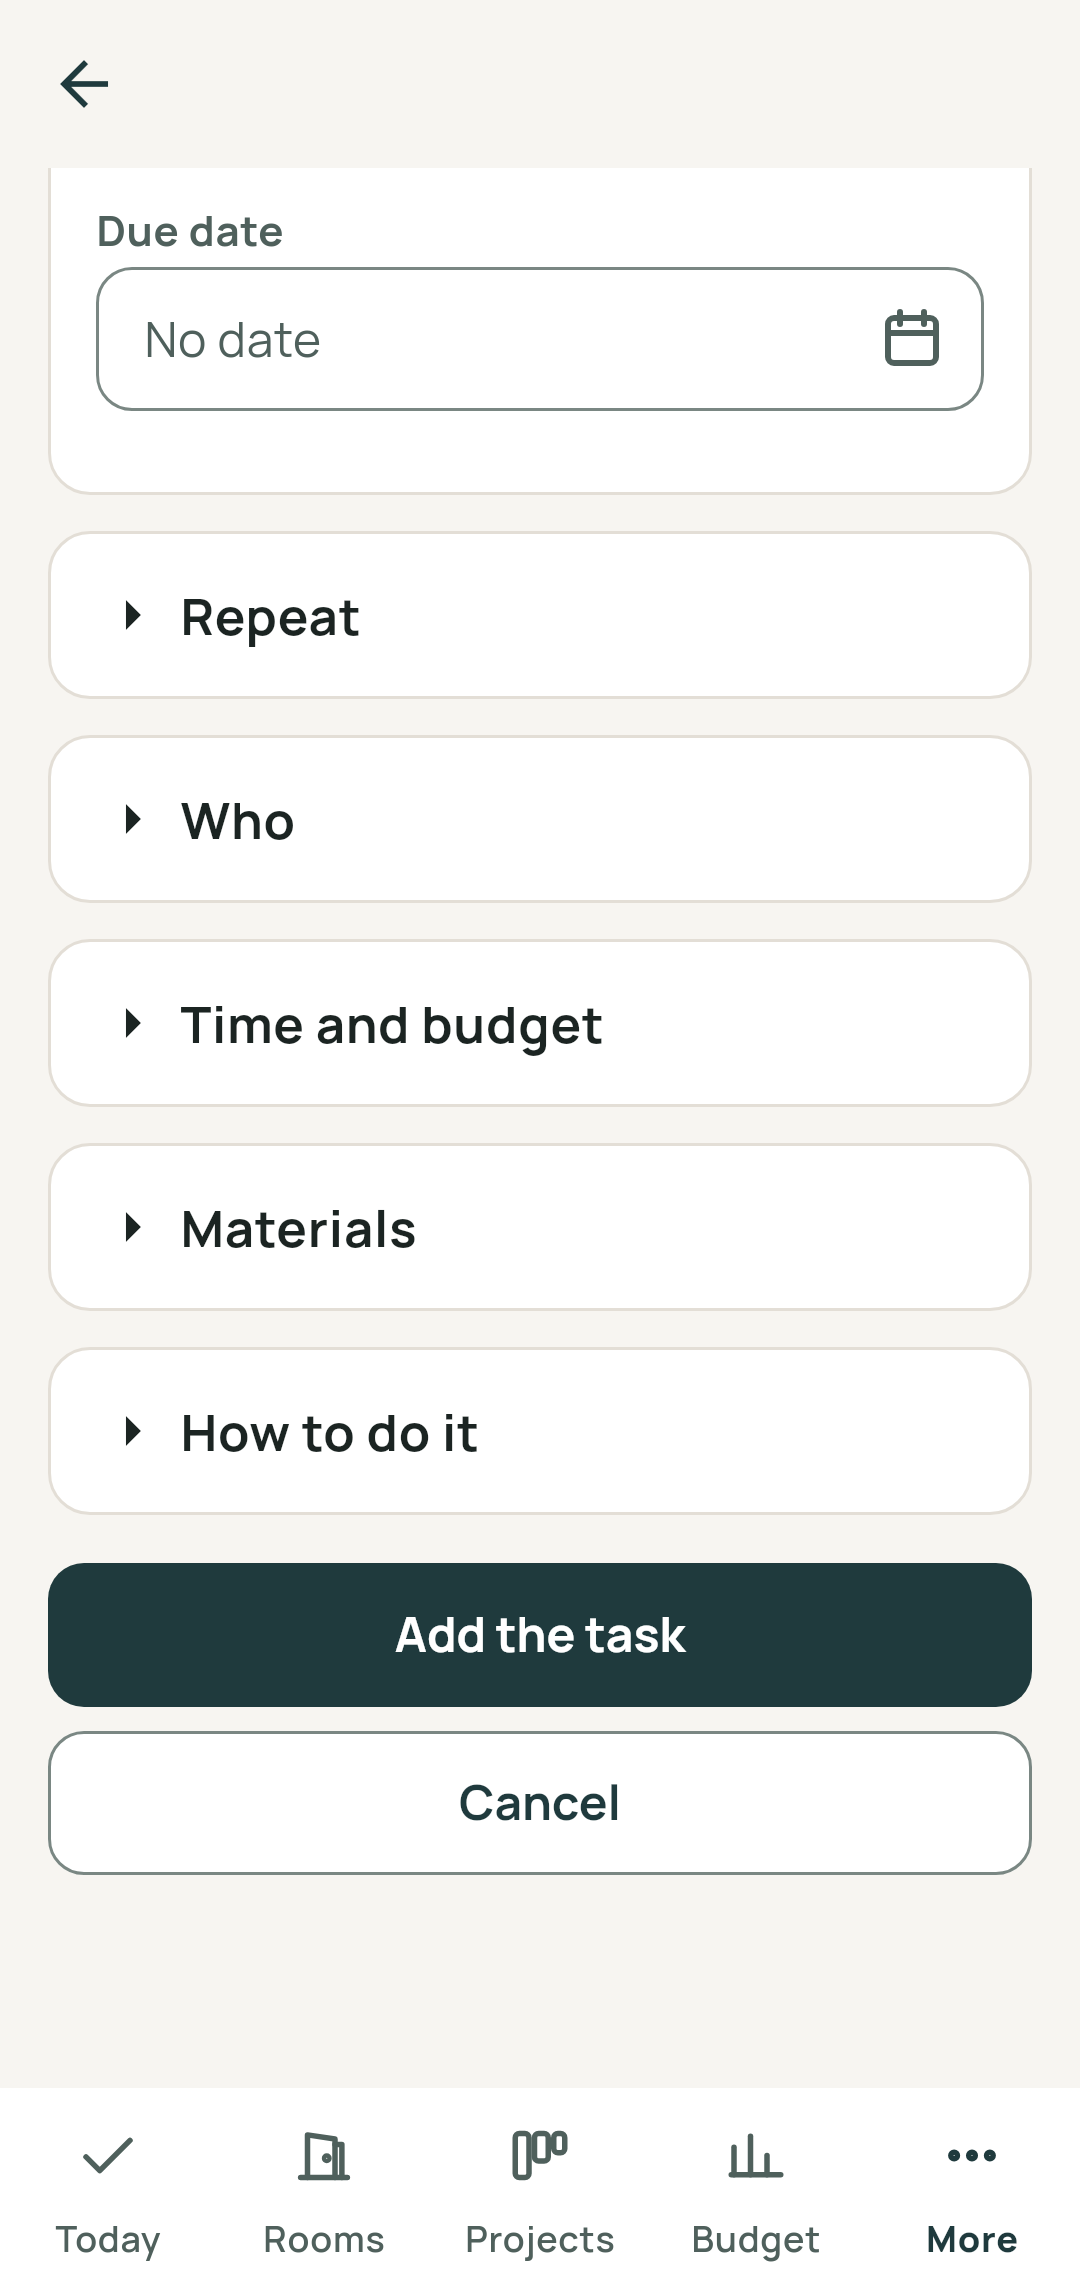 Due date
No date
Repeat
Who
Time and budget
Materials
How to do it
Add the task
Cancel
Today
Rooms
Projects
Budget
More